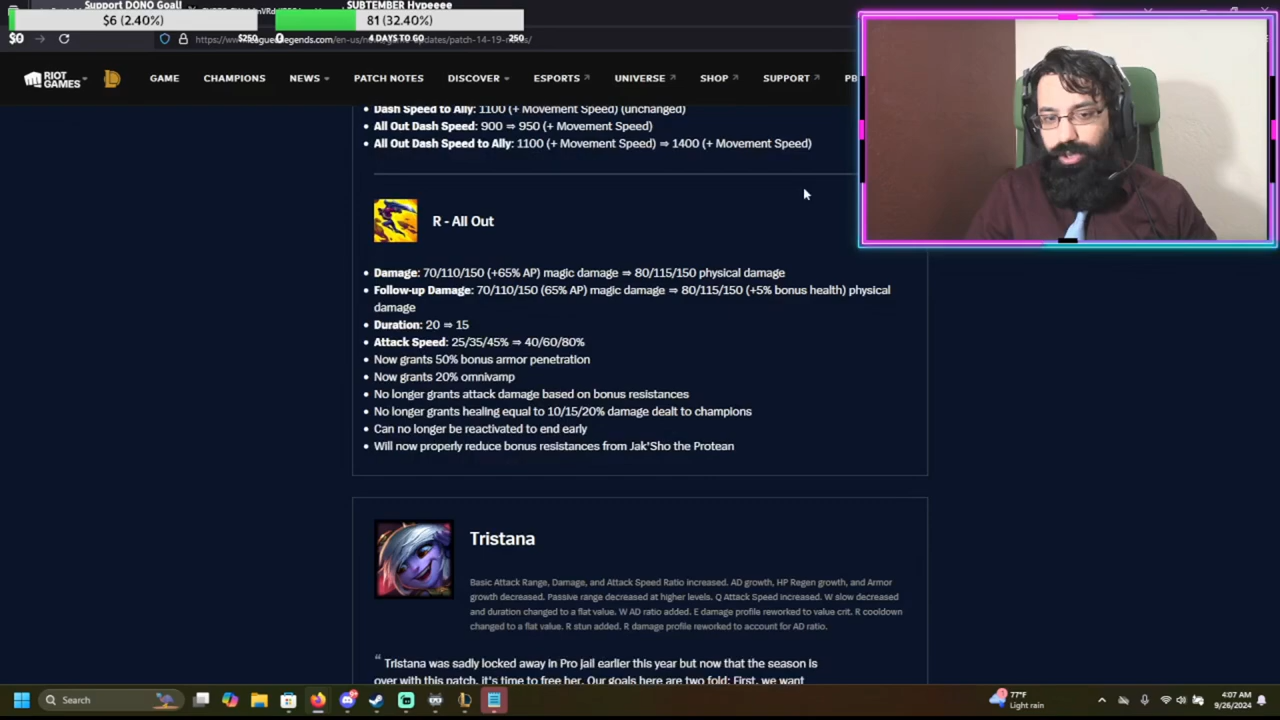 Support DONO Goal!
SUBTEMBER Hypeeee
$6 (2.40%)
81 (32.40%)
$0
$250
0
4 DAYS TO GO
250
RIOT GAMES
GAME
CHAMPIONS
NEWS
PATCH NOTES
DISCOVER
ESPORTS
UNIVERSE
SHOP
SUPPORT
PB
• Dash Speed to Ally: 1100 (+ Movement Speed) (unchanged)
• All Out Dash Speed: 900 ⇒ 950 (+ Movement Speed)
• All Out Dash Speed to Ally: 1100 (+ Movement Speed) ⇒ 1400 (+ Movement Speed)
R - All Out
• Damage: 70/110/150 (+65% AP) magic damage ⇒ 80/115/150 physical damage
• Follow-up Damage: 70/110/150 (65% AP) magic damage ⇒ 80/115/150 (+5% bonus health) physical
damage
• Duration: 20 ⇒ 15
• Attack Speed: 25/35/45% ⇒ 40/60/80%
• Now grants 50% bonus armor penetration
• Now grants 20% omnivamp
• No longer grants attack damage based on bonus resistances
• No longer grants healing equal to 10/15/20% damage dealt to champions
• Can no longer be reactivated to end early
• Will now properly reduce bonus resistances from Jak'Sho the Protean
Tristana
Basic Attack Range, Damage, and Attack Speed Ratio increased. AD growth, HP Regen growth, and Armor
growth decreased. Passive range decreased at higher levels. Q Attack Speed increased. W slow decreased
and duration changed to a flat value. W AD ratio added. E damage profile reworked to value crit. R cooldown
changed to a flat value. R stun added. R damage profile reworked to account for AD ratio.
“ Tristana was sadly locked away in Pro jail earlier this year but now that the season is
over with this patch, it's time to free her. Our goals here are two fold: First, we want
Search
77°F
Light rain
4:07 AM
9/26/2024